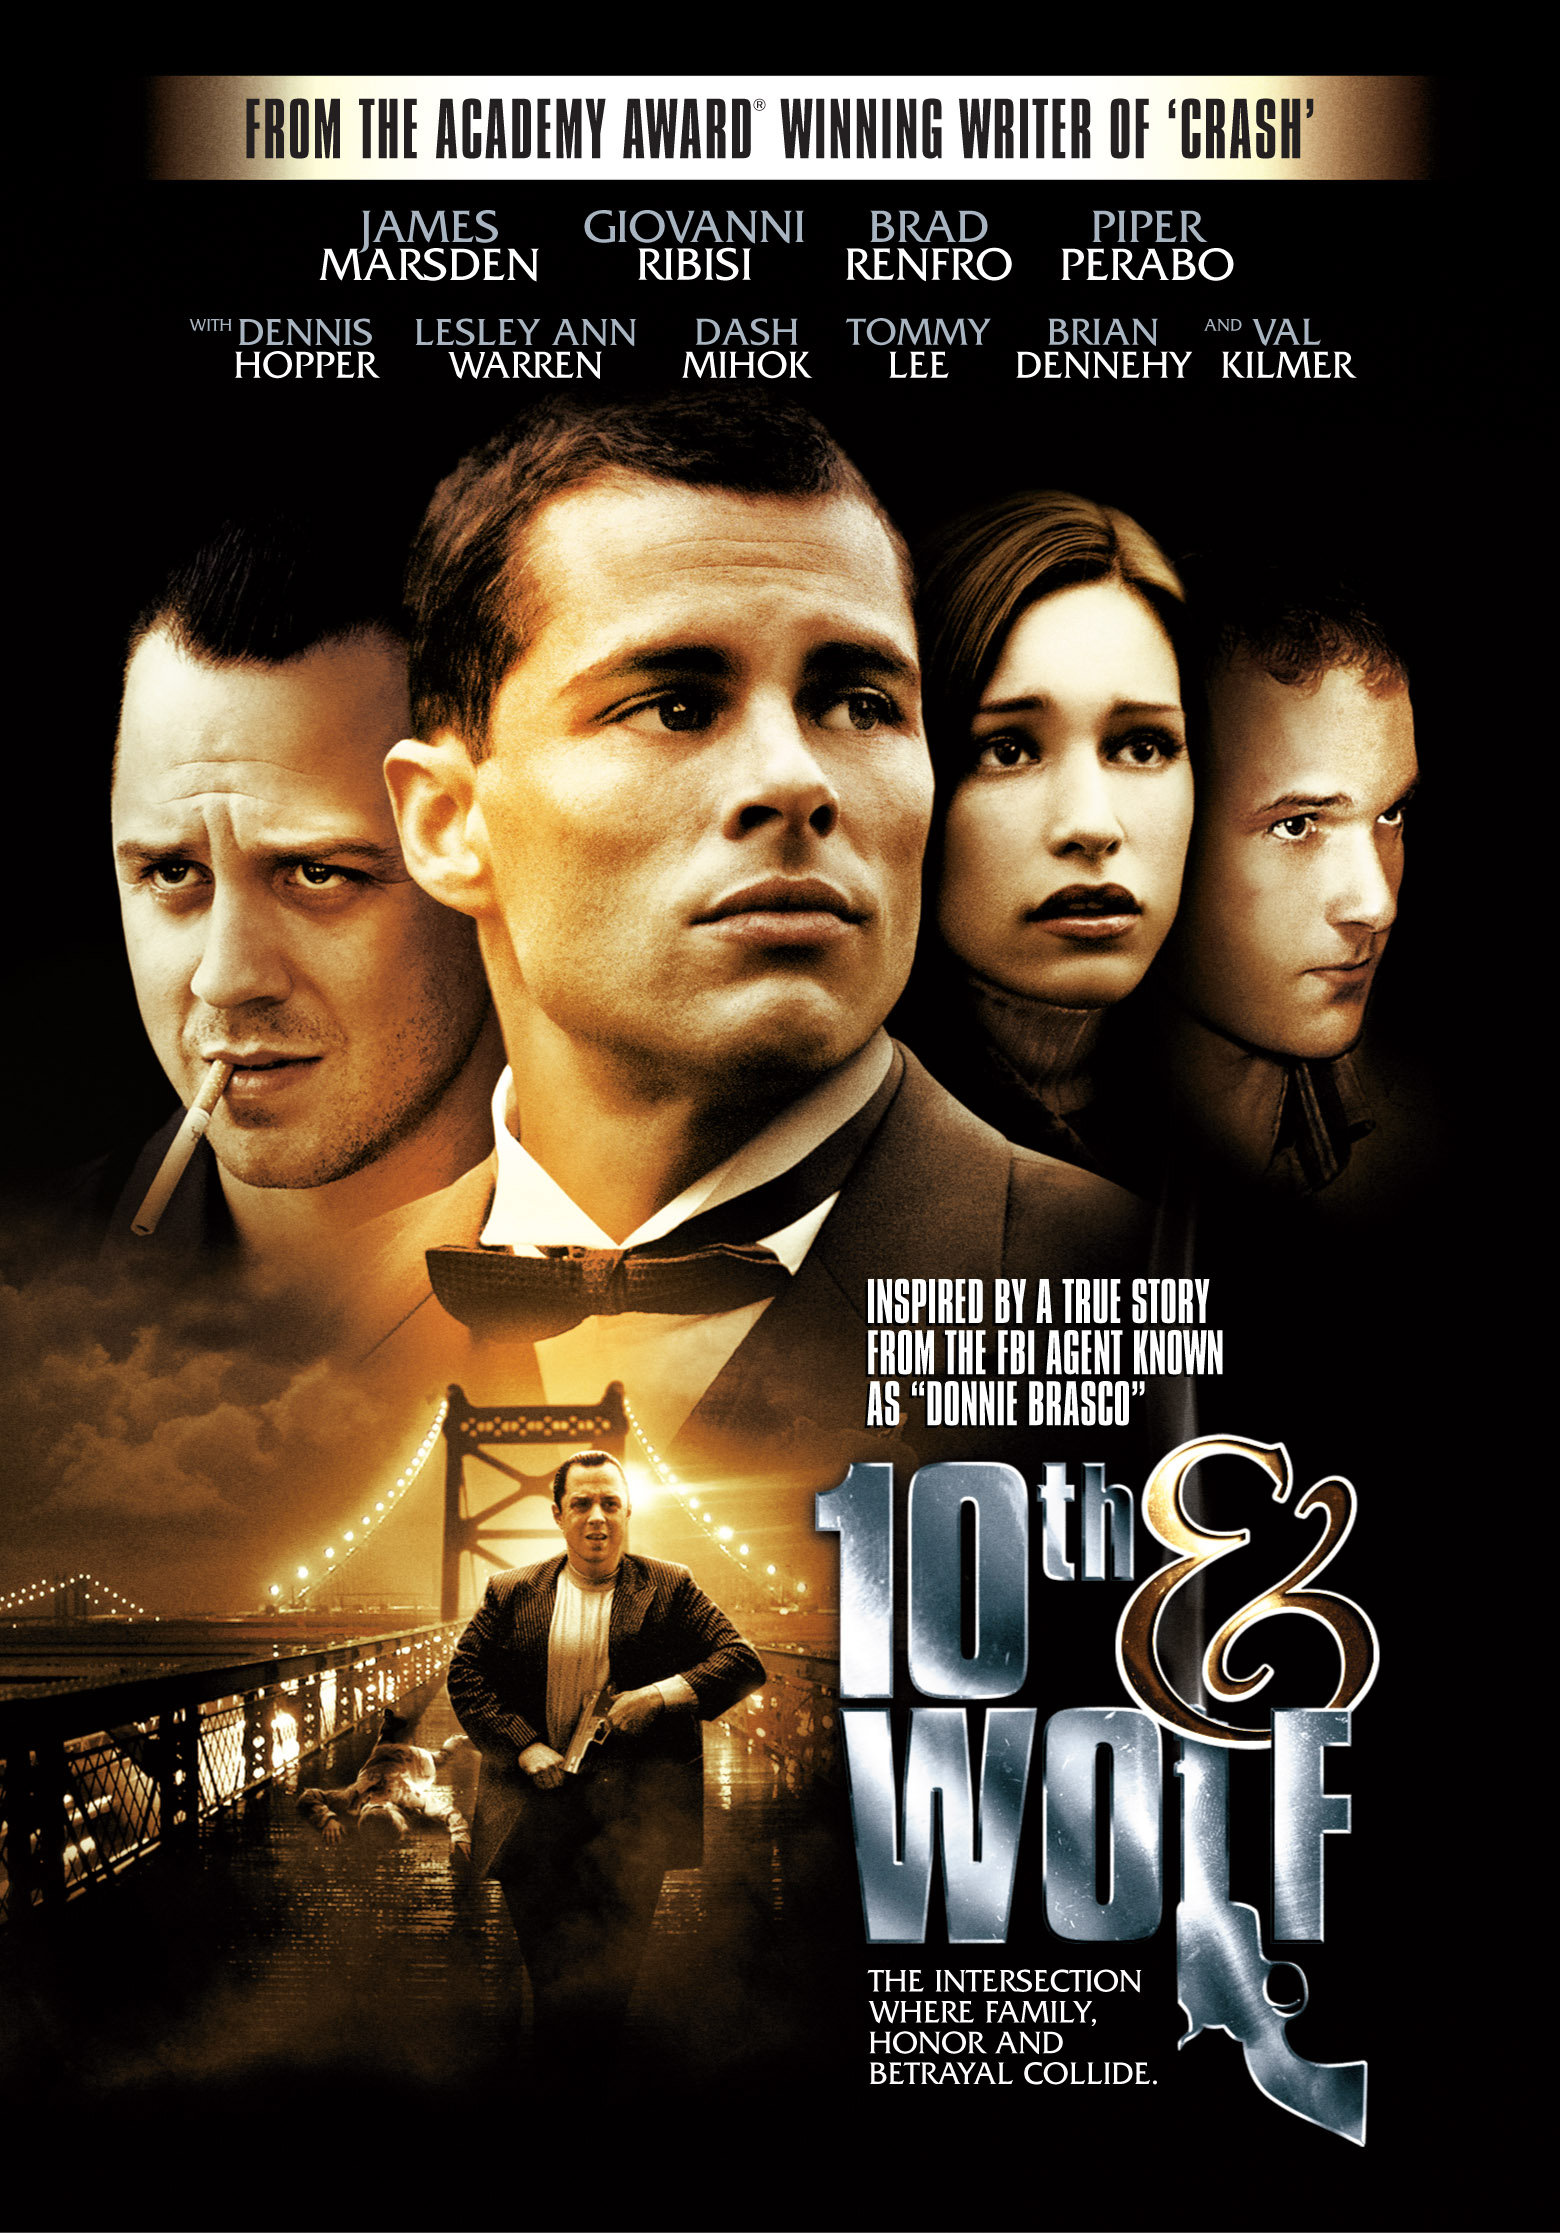 FROM THE ACADEMY AWARD® WINNING WRITER OF ‘CRASH’
JAMES GIOVANNI BRAD PIPER
MARSDEN RIBISI RENFRO PERABO
WITH DENNIS LESLEY ANN DASH TOMMY BRIAN AND VAL
HOPPER WARREN MIHOK LEE DENNEHY KILMER
INSPIRED BY A TRUE STORY
FROM THE FBI AGENT KNOWN
AS “DONNIE BRASCO”
10th &
WOLF
THE INTERSECTION
WHERE FAMILY,
HONOR AND
BETRAYAL COLLIDE.